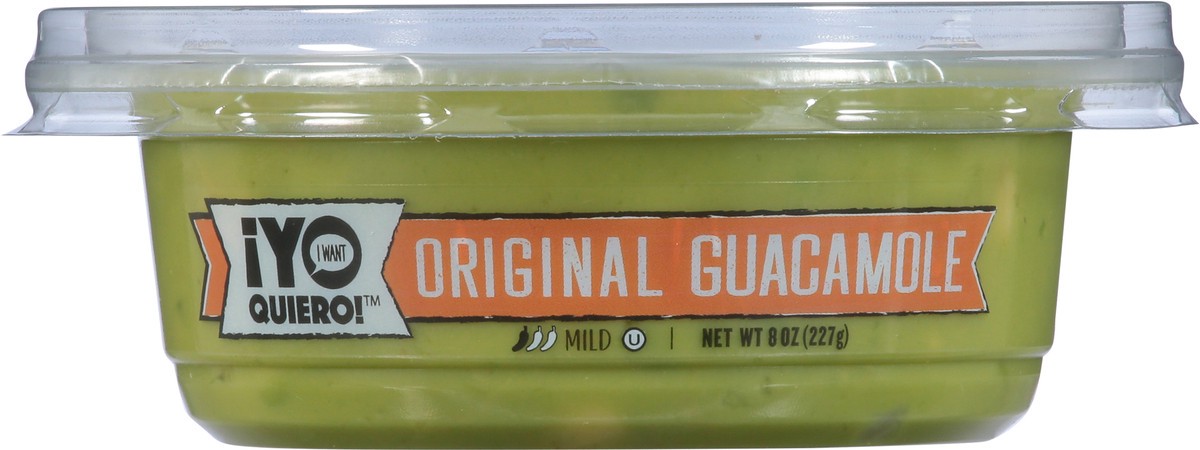 ¡YO
I WANT
QUIERO!™
ORIGINAL GUACAMOLE
MILD Ⓤ | NET WT 8 OZ (227g)